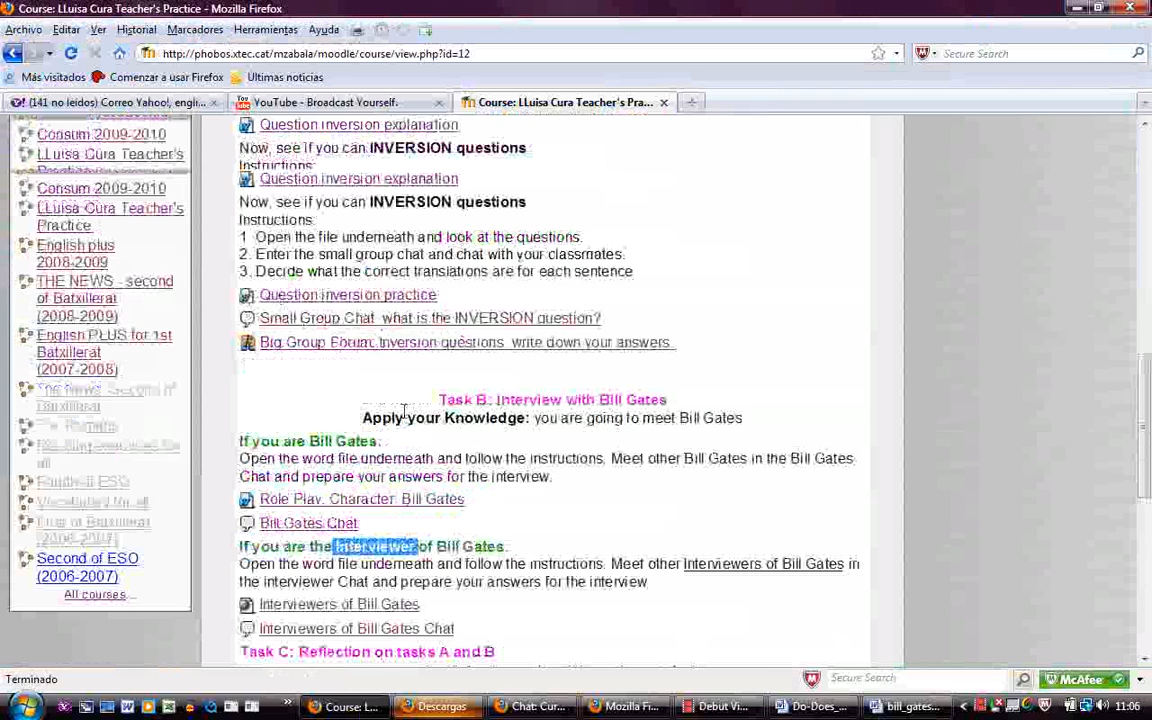 Course: LLuisa Cura Teacher's Practice - Mozilla Firefox
Archivo Editar Ver Historial Marcadores Herramientas Ayuda
http://phobos.xtec.cat/mzabala/moodle/course/view.php?id=12
Secure Search
Más visitados Comenzar a usar Firefox Últimas noticias
(141 no leídos) Correo Yahoo!, engli...
YouTube - Broadcast Yourself.
Course: LLuisa Cura Teacher's Pra...
Consum 2009-2010
LLuisa Cura Teacher's
Consum 2009-2010
LLuisa Cura Teacher's
Practice
English plus
2008-2009
THE NEWS - second
of Batxillerat
(2008-2009)
English PLUS for 1st
Batxillerat
(2007-2008)
Second of ESO
(2006-2007)
All courses ...
Question inversion explanation
Now, see if you can INVERSION questions
Instructions:
Question inversion explanation
Now, see if you can INVERSION questions
Instructions:
1 Open the file underneath and look at the questions.
2. Enter the small group chat and chat with your classmates.
3. Decide what the correct translations are for each sentence
Question inversion practice
Small Group Chat what is the INVERSION question?
Big Group Forum: Inversion questions write down your answers.
Task B: Interview with Bill Gates
Apply your Knowledge: you are going to meet Bill Gates
If you are Bill Gates:
Open the word file underneath and follow the instructions. Meet other Bill Gates in the Bill Gates
Chat and prepare your answers for the interview.
Role Play. Character: Bill Gates
Bill Gates Chat
If you are the Interviewer of Bill Gates:
Open the word file underneath and follow the instructions. Meet other Interviewers of Bill Gates in
the interviewer Chat and prepare your answers for the interview
Interviewers of Bill Gates
Interviewers of Bill Gates Chat
Task C: Reflection on tasks A and B
Terminado
Secure Search
McAfee
Course: L...
Descargas
Chat: Cur...
Mozilla Fi...
Debut Vi...
Do-Does_...
bill_gates...
11:06